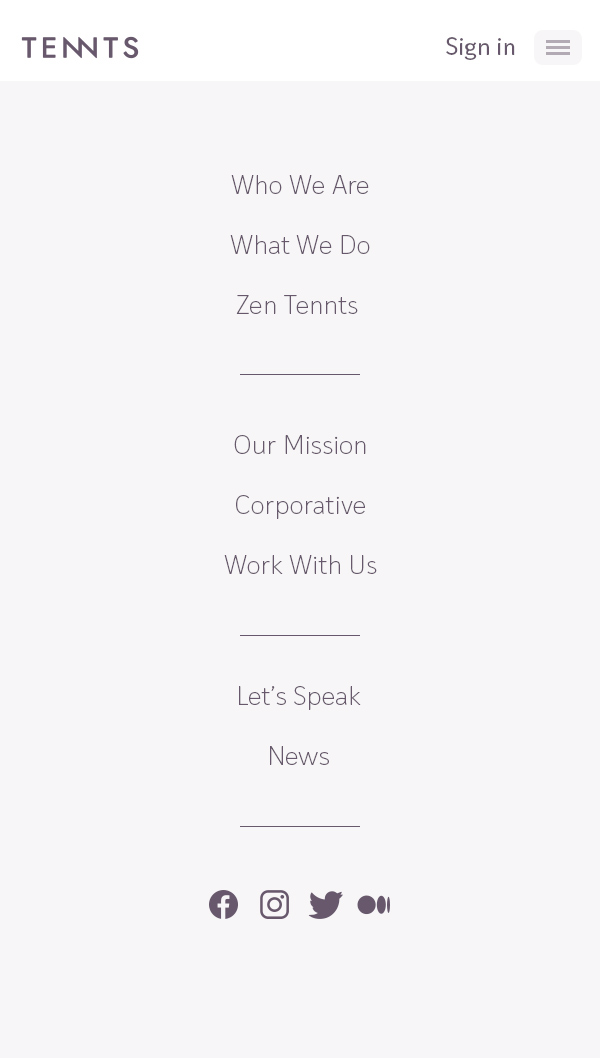 TENNTS
Sign in
Who We Are
What We Do
Zen Tennts
Our Mission
Corporative
Work With Us
Let’s Speak
News